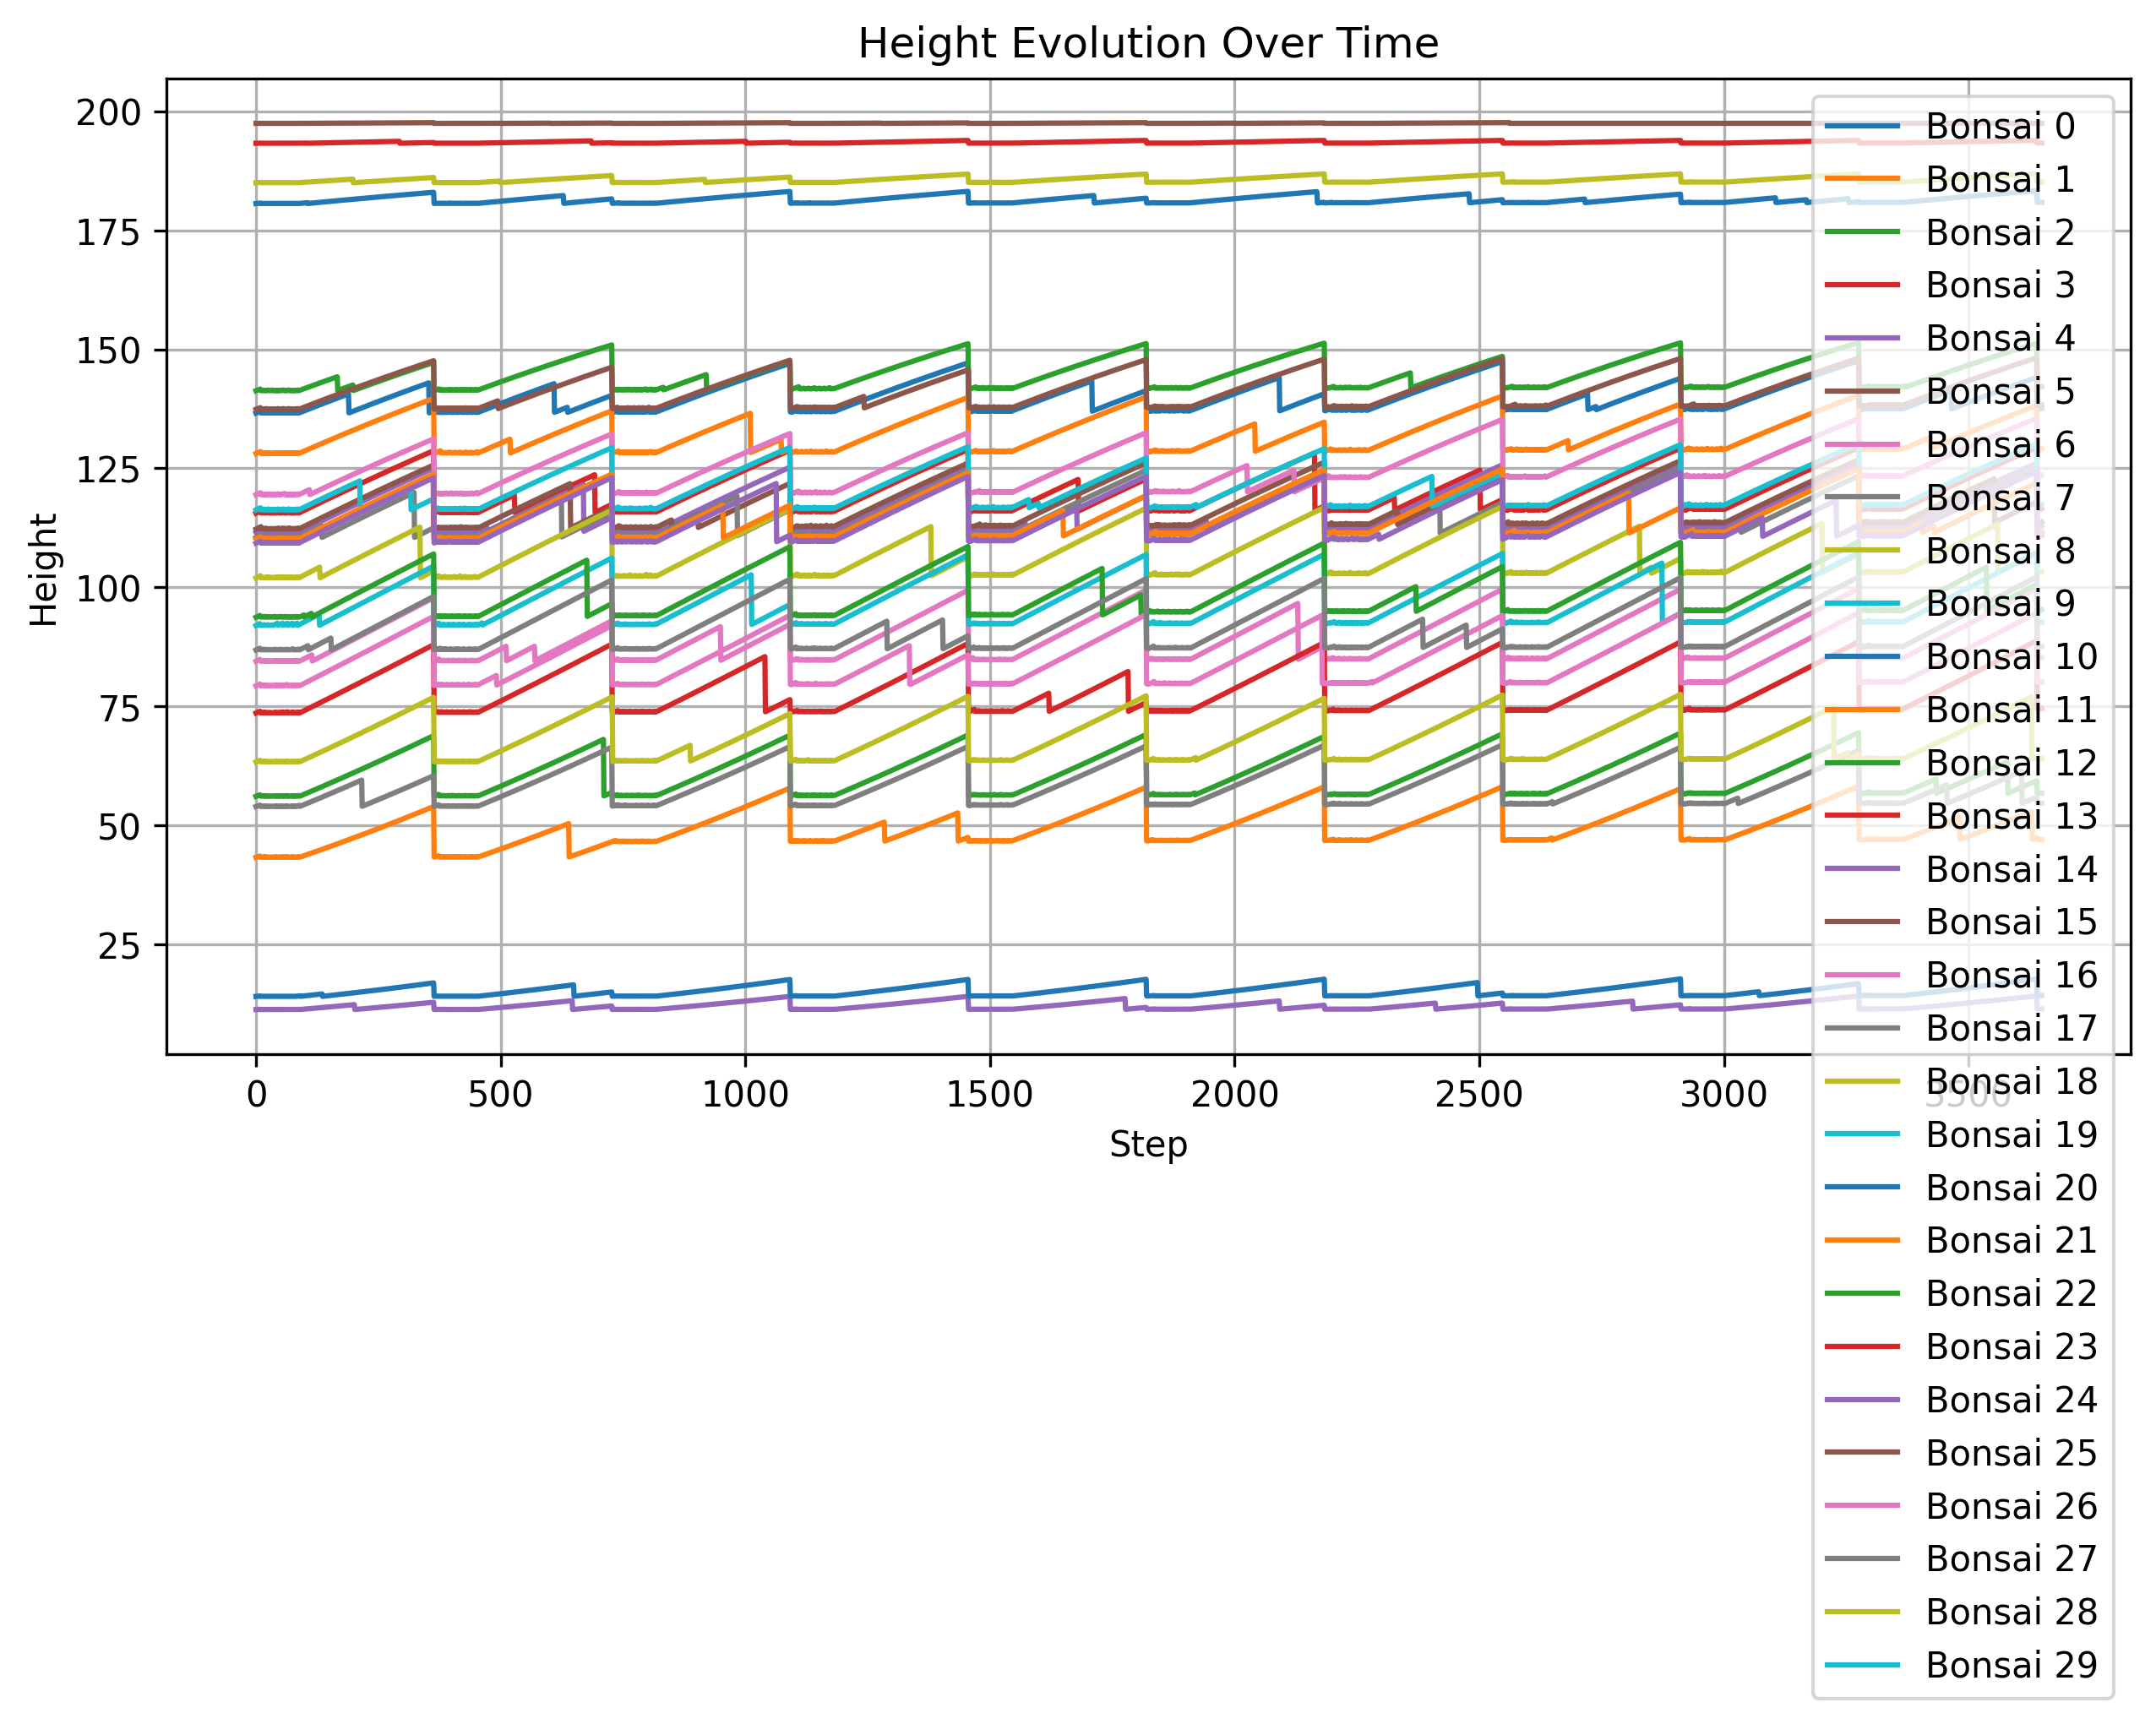 Height Evolution Over Time
200
175
150
125
100
75
50
25
Height
0
500
1000
1500
2000
2500
3000
3500
Step
Bonsai 0
Bonsai 1
Bonsai 2
Bonsai 3
Bonsai 4
Bonsai 5
Bonsai 6
Bonsai 7
Bonsai 8
Bonsai 9
Bonsai 10
Bonsai 11
Bonsai 12
Bonsai 13
Bonsai 14
Bonsai 15
Bonsai 16
Bonsai 17
Bonsai 18
Bonsai 19
Bonsai 20
Bonsai 21
Bonsai 22
Bonsai 23
Bonsai 24
Bonsai 25
Bonsai 26
Bonsai 27
Bonsai 28
Bonsai 29